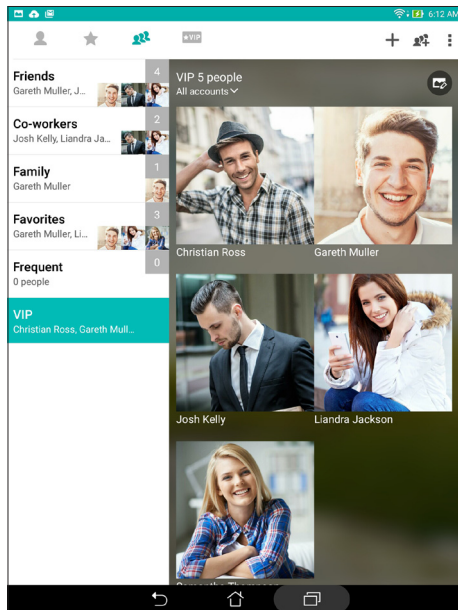 6:12 AM
★VIP
Friends
4
Gareth Muller, J...
Co-workers
2
Josh Kelly, Liandra Ja...
Family
1
Gareth Muller
Favorites
3
Gareth Muller, Li...
Frequent
0
0 people
VIP
Christian Ross, Gareth Mull...
VIP 5 people
All accounts
Christian Ross
Gareth Muller
Josh Kelly
Liandra Jackson
Samantha Thompson